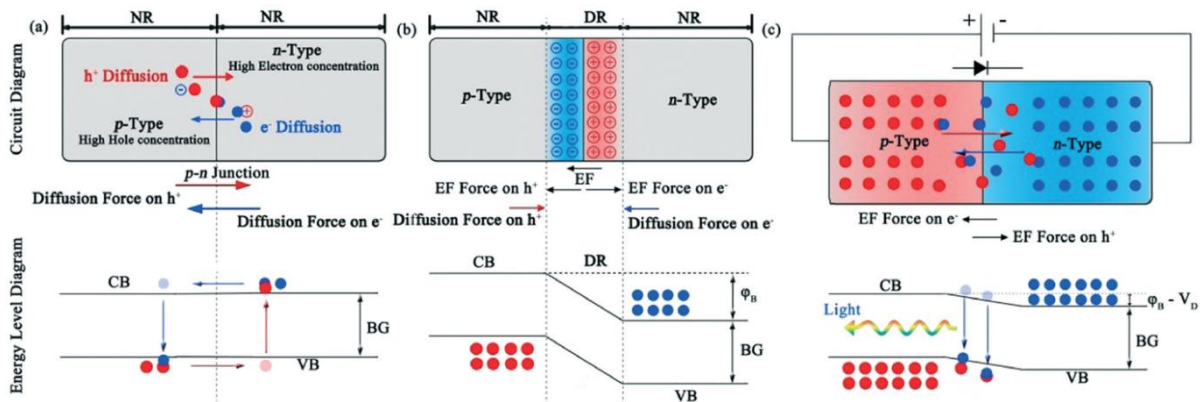 (a)
NR
NR
Circuit Diagram
n-Type
High Electron concentration
h⁺ Diffusion
p-Type
High Hole concentration
e⁻ Diffusion
p-n Junction
Diffusion Force on h⁺
Diffusion Force on e⁻
Energy Level Diagram
CB
BG
VB
(b)
NR
DR
NR
p-Type
n-Type
EF
EF Force on h⁺
EF Force on e⁻
Diffusion Force on h⁺
Diffusion Force on e⁻
CB
DR
φB
BG
VB
(c)
+
-
p-Type
n-Type
EF Force on e⁻
EF Force on h⁺
CB
φB - VD
Light
BG
VB